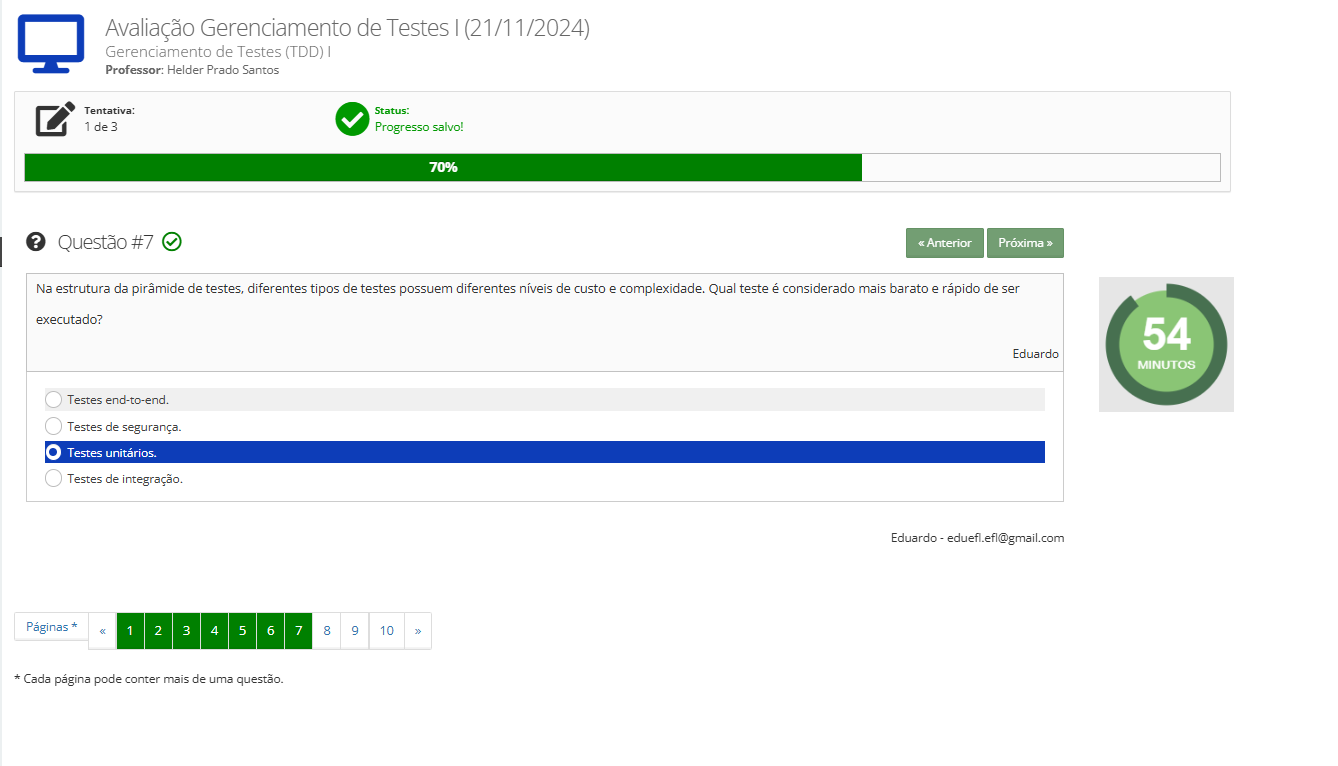 Avaliação Gerenciamento de Testes I (21/11/2024)
Gerenciamento de Testes (TDD) I
Professor: Helder Prado Santos
Tentativa:
1 de 3
Status:
Progresso salvo!
70%
Questão #7
« Anterior
Próxima »
Na estrutura da pirâmide de testes, diferentes tipos de testes possuem diferentes níveis de custo e complexidade. Qual teste é considerado mais barato e rápido de ser
executado?
Eduardo
54
MINUTOS
Testes end-to-end.
Testes de segurança.
Testes unitários.
Testes de integração.
Eduardo - eduefl.efl@gmail.com
Páginas * « 1 2 3 4 5 6 7 8 9 10 »
* Cada página pode conter mais de uma questão.